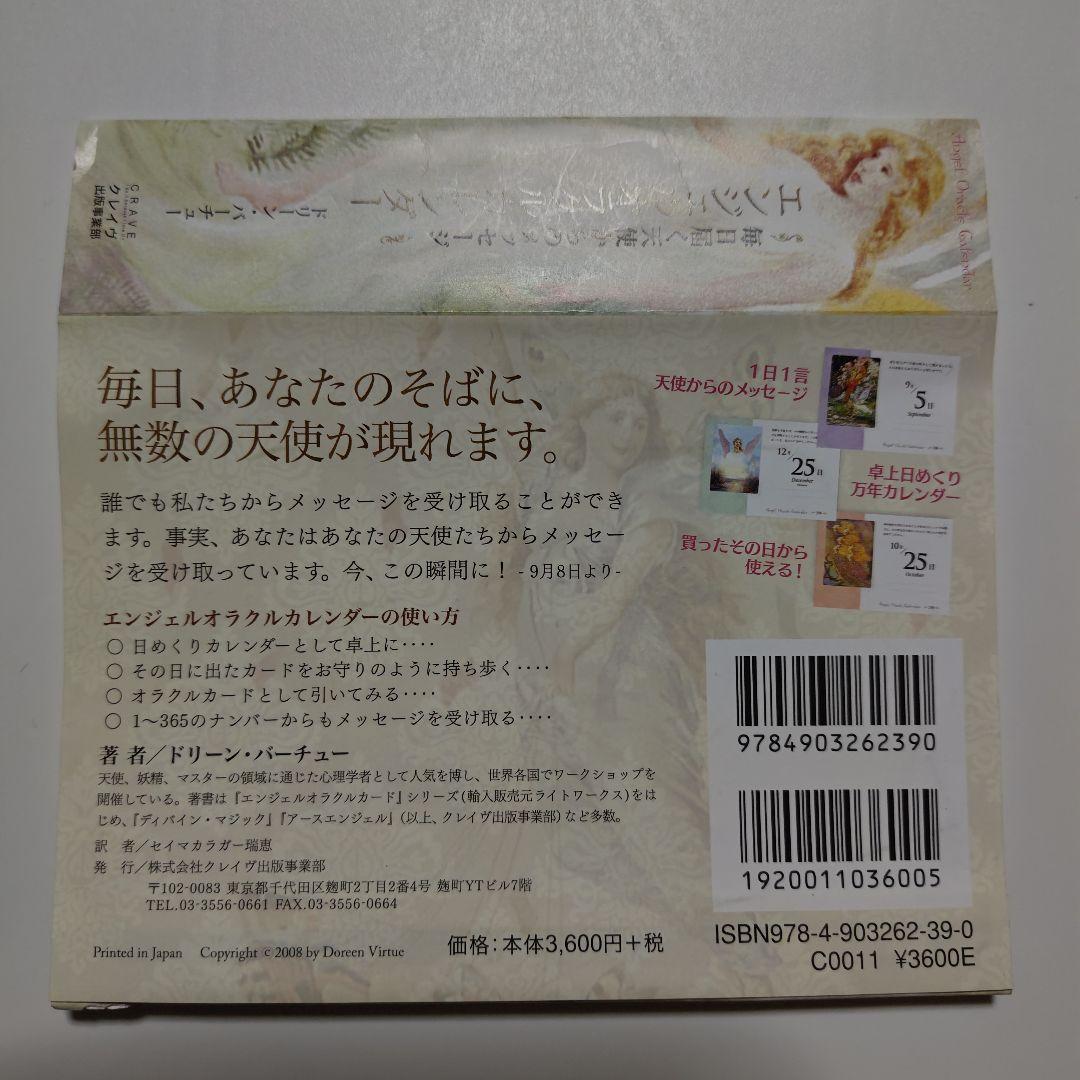 Angel Oracle Calendar
毎日届く天使からのメッセージ
ドリーン・バーチュー
CRAVE
クレイヴ
出版事業部
毎日、あなたのそばに、
無数の天使が現れます。
誰でも私たちからメッセージを受け取ることができ
ます。事実、あなたはあなたの天使たちからメッセー
ジを受け取っています。今、この瞬間に！ - 9月8日より-
エンジェルオラクルカレンダーの使い方
○ 日めくりカレンダーとして卓上に‥‥
○ その日に出たカードをお守りのように持ち歩く‥‥
○ オラクルカードとして引いてみる‥‥
○ 1〜365のナンバーからもメッセージを受け取る‥‥
著 者／ドリーン・バーチュー
天使、妖精、マスターの領域に通じた心理学者として人気を博し、世界各国でワークショップを
開催している。著書は『エンジェルオラクルカード』シリーズ(輸入販売元ライトワークス)をは
じめ、『ディバイン・マジック』『アースエンジェル』(以上、クレイヴ出版事業部)など多数。
訳 者／セイマカラガー瑞恵
発 行／株式会社クレイヴ出版事業部
〒102-0083 東京都千代田区麹町2丁目2番4号 麹町YTビル7階
TEL.03-3556-0661 FAX.03-3556-0664
Printed in Japan Copyright © 2008 by Doreen Virtue
価格：本体3,600円＋税
1日1言
天使からのメッセージ
9月
5日
September
12月
25日
December
卓上日めくり
万年カレンダー
買ったその日から
使える！
10月
25日
October
9784903262390
1920011036005
ISBN978-4-903262-39-0
C0011 ¥3600E